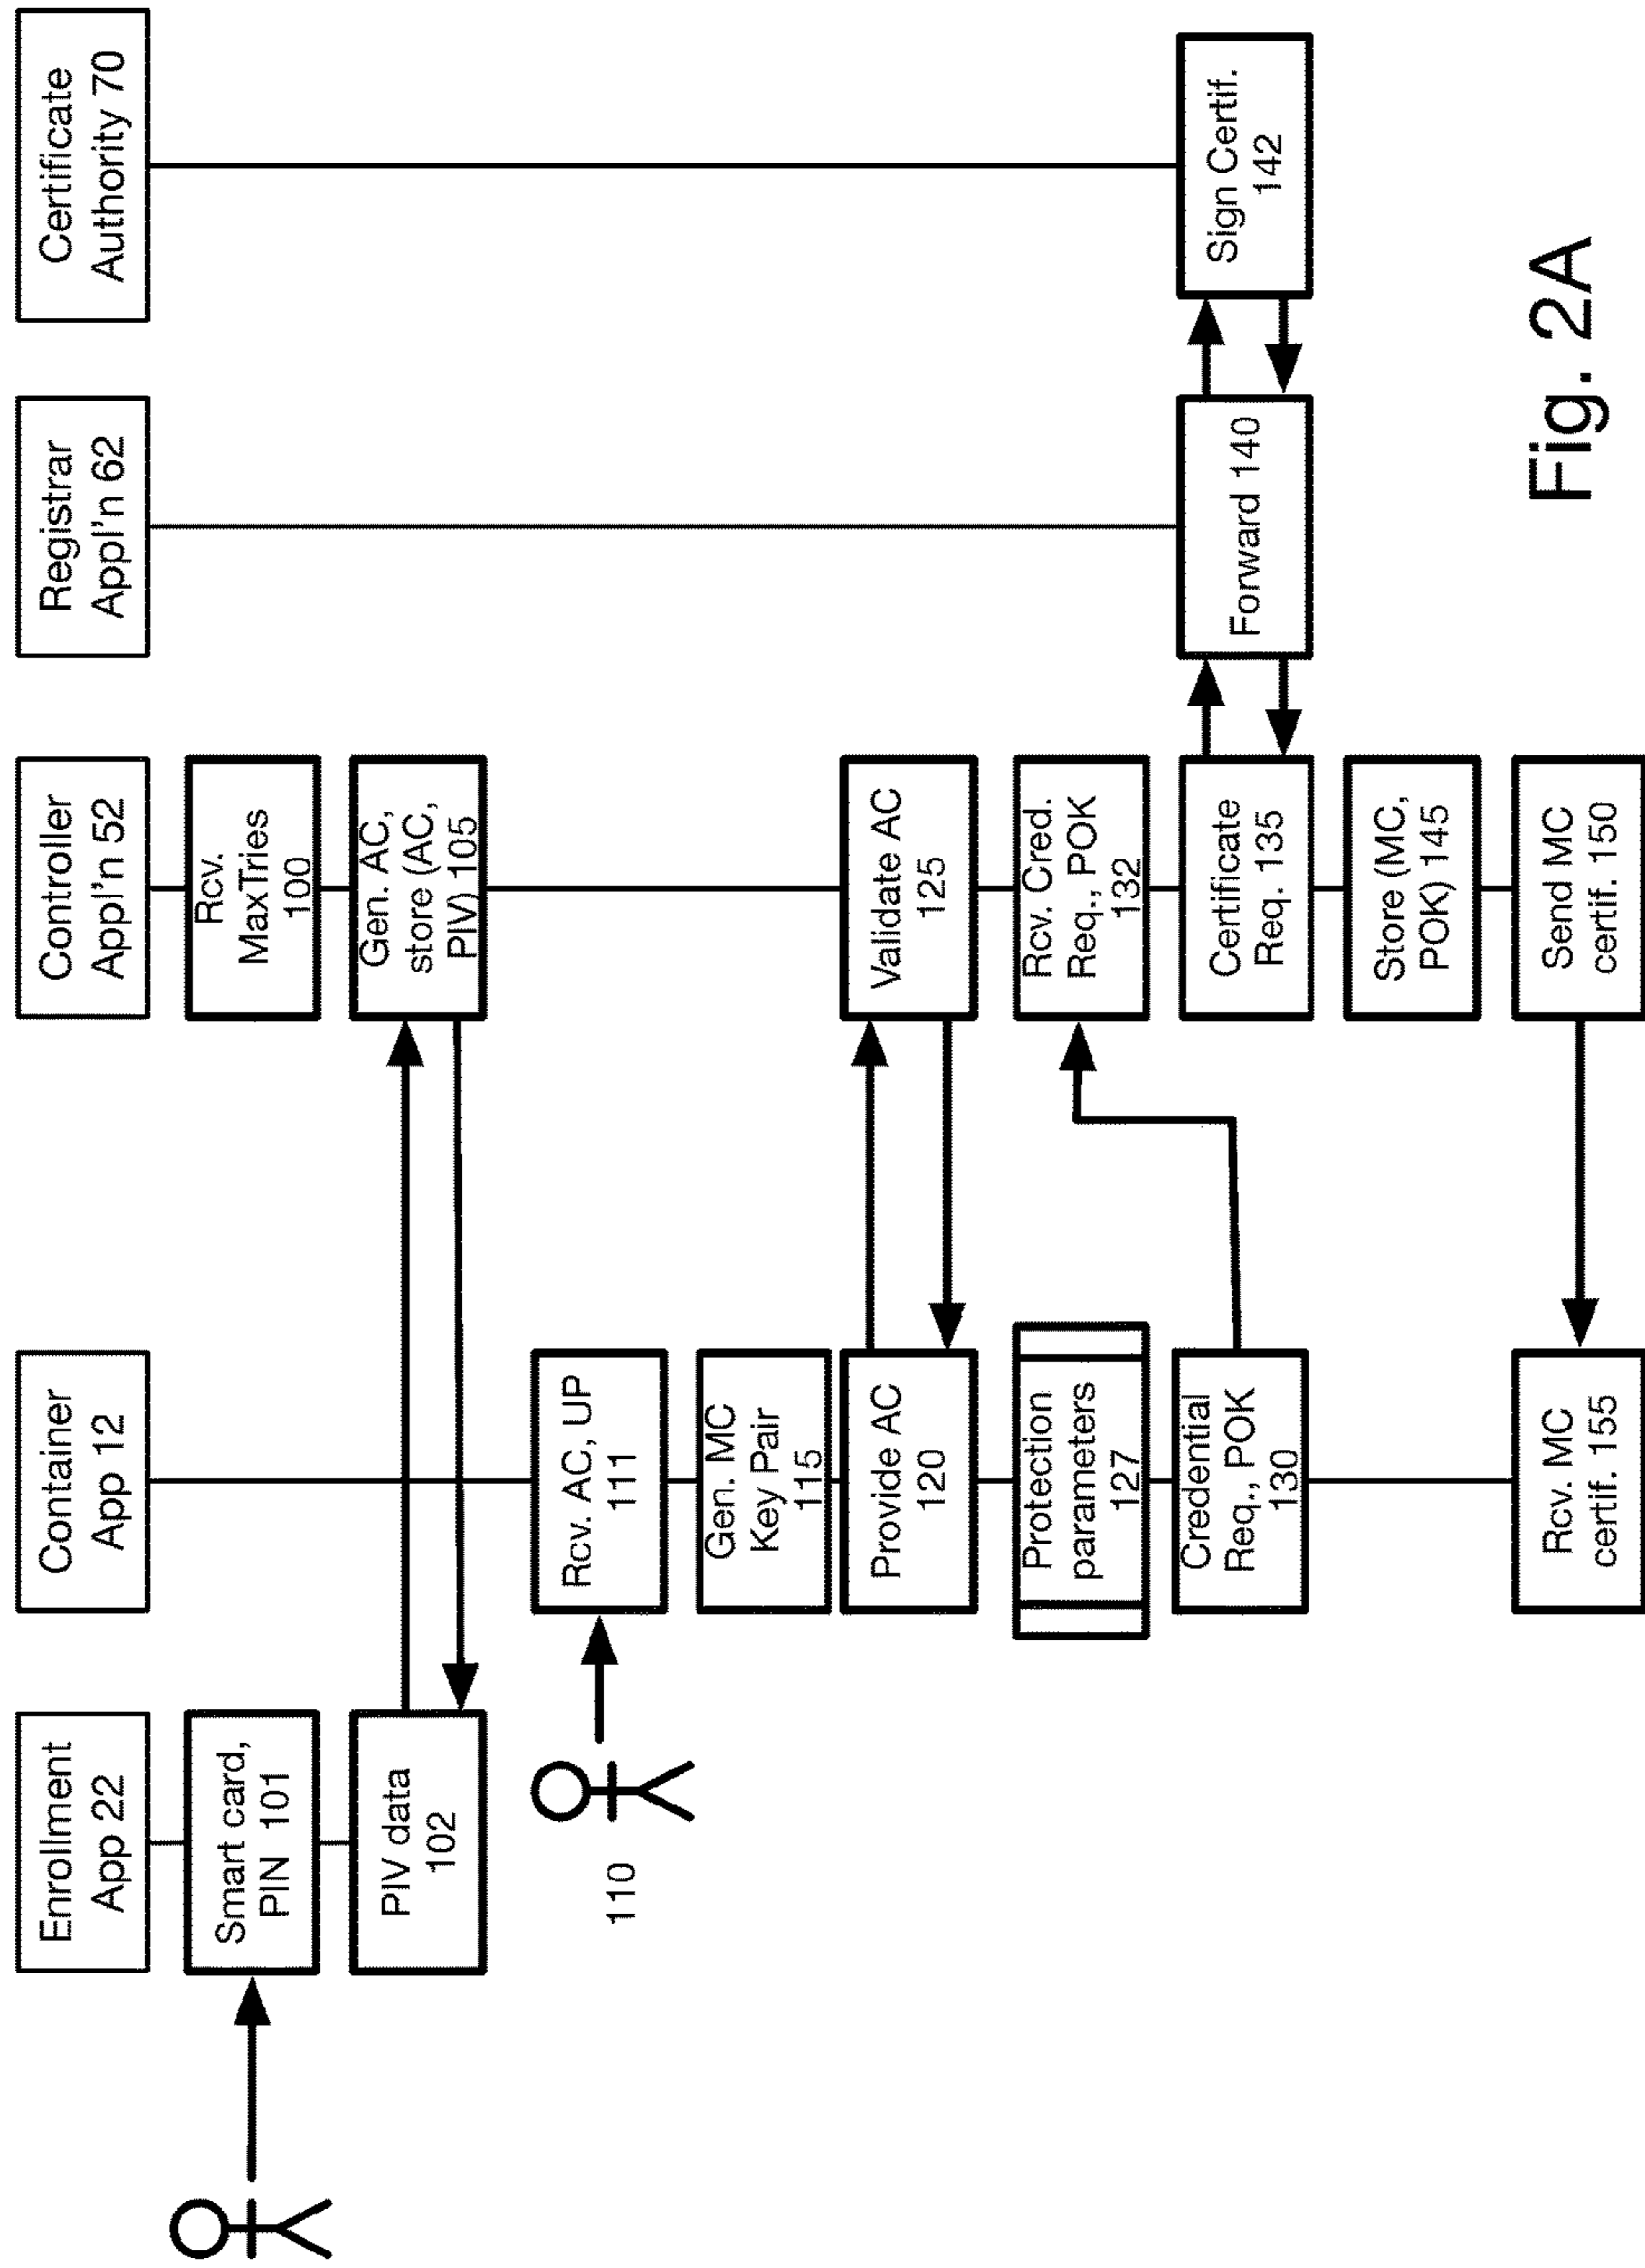 Enrollment
App 22
Container
App 12
Controller
Appl'n 52
Registrar
Appl'n 62
Certificate
Authority 70
Smart card,
PIN 101
Rcv.
MaxTries
100
PIV data
102
Gen. AC,
store (AC,
PIV) 105
110
Rcv. AC, UP
111
Gen. MC
Key Pair
115
Provide AC
120
Validate AC
125
Protection
parameters
127
Rcv. Cred.
Req., POK
132
Credential
Req., POK
130
Certificate
Req. 135
Forward 140
Sign Certif.
142
Store (MC,
POK) 145
Rcv. MC
certif. 155
Send MC
certif. 150
Fig. 2A